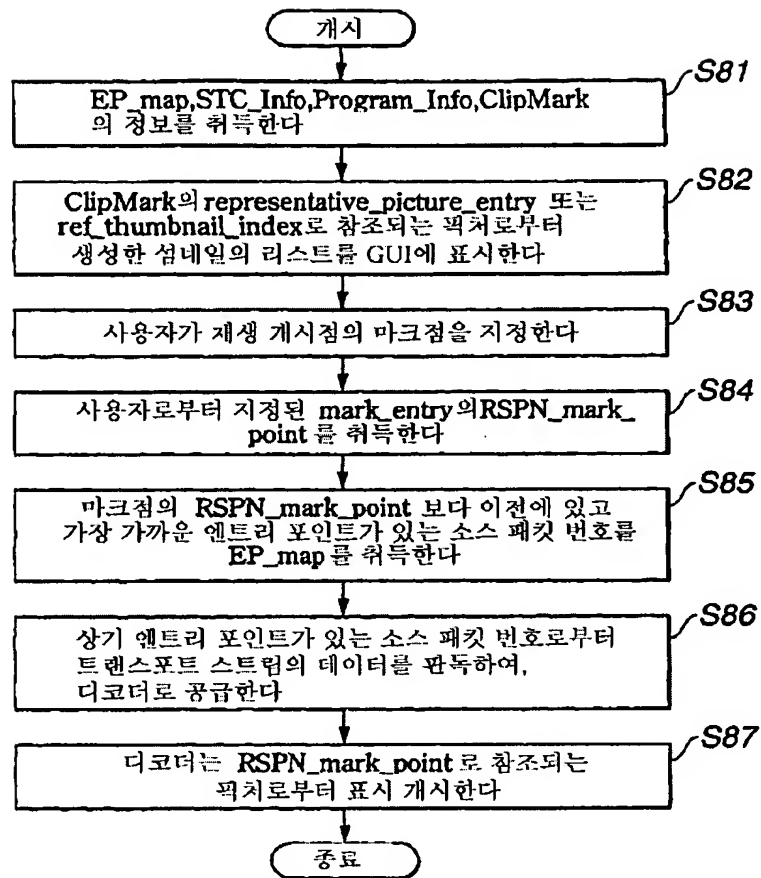 개시
S81
EP_map,STC_Info,Program_Info,ClipMark
의 정보를 취득한다
S82
ClipMark의 representative_picture_entry 또는
ref_thumbnail_index로 참조되는 픽처로부터
생성한 섬네일의 리스트를 GUI에 표시한다
S83
사용자가 재생 개시점의 마크점을 지정한다
S84
사용자로부터 지정된 mark_entry의RSPN_mark_
point를 취득한다
S85
마크점의 RSPN_mark_point 보다 이전에 있고
가장 가까운 엔트리 포인트가 있는 소스 패킷 번호를
EP_map를 취득한다
S86
상기 엔트리 포인트가 있는 소스 패킷 번호로부터
트랜스포트 스트림의 데이터를 판독하여,
디코더로 공급한다
S87
디코더는 RSPN_mark_point로 참조되는
픽처로부터 표시 개시한다
종료